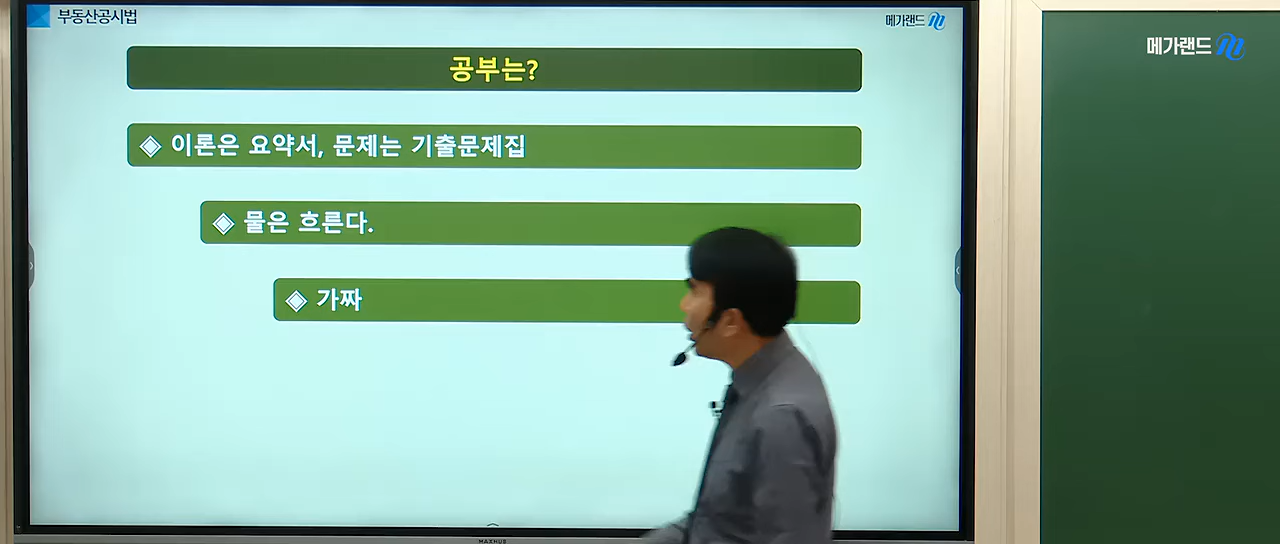 부동산공시법
메가랜드
메가랜드
공부는?
◈ 이론은 요약서, 문제는 기출문제집
◈ 물은 흐른다.
◈ 가짜
MAXHUB